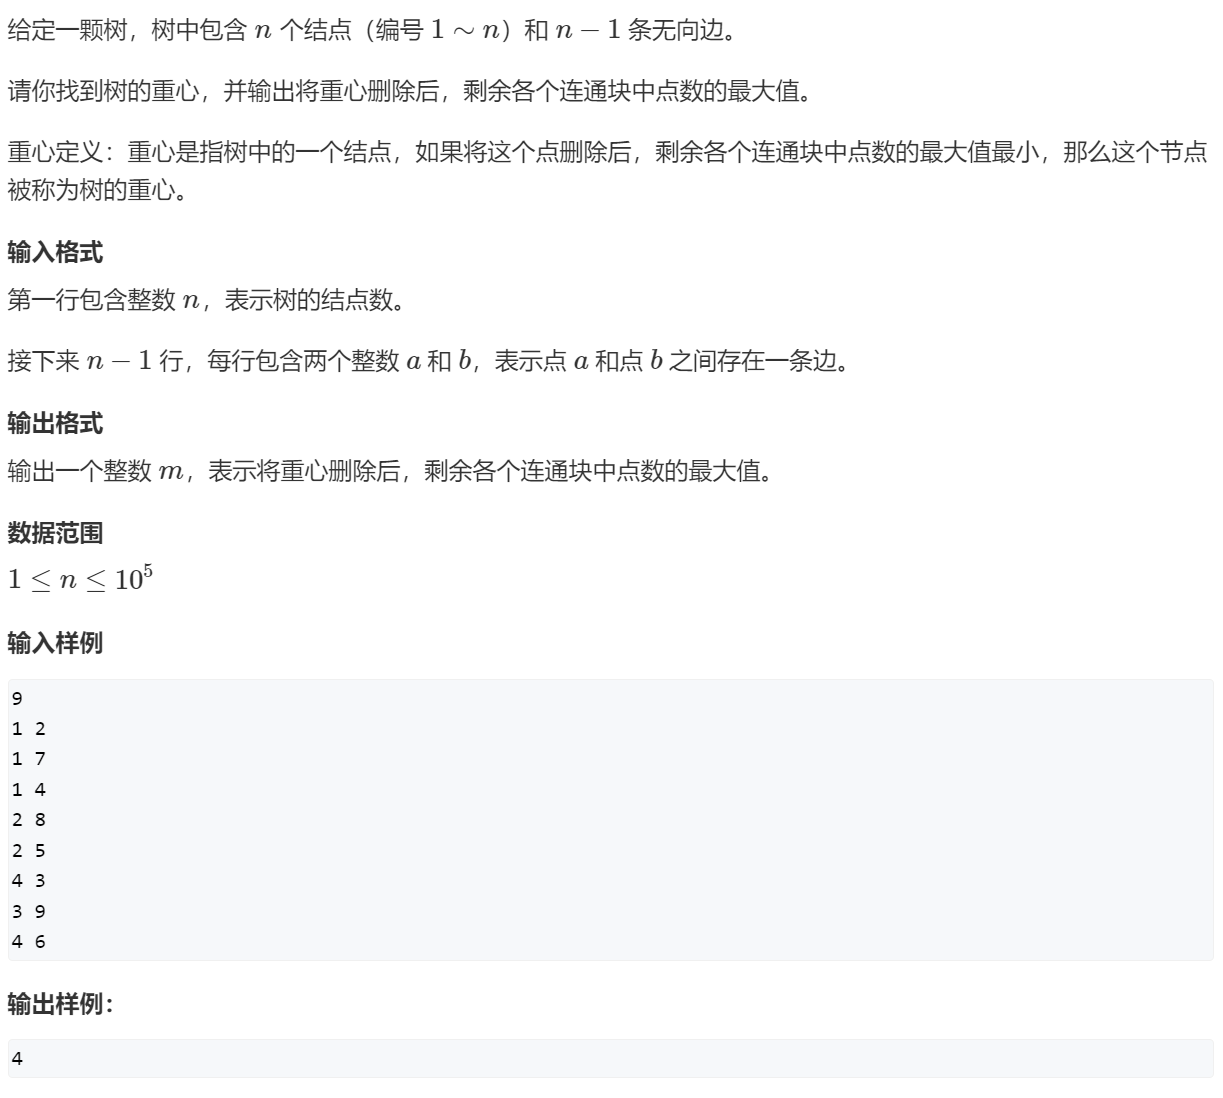 给定一颗树，树中包含 n 个结点（编号 1 ∼ n）和 n − 1 条无向边。
请你找到树的重心，并输出将重心删除后，剩余各个连通块中点数的最大值。
重心定义：重心是指树中的一个结点，如果将这个点删除后，剩余各个连通块中点数的最大值最小，那么这个节点
被称为树的重心。
输入格式
第一行包含整数 n，表示树的结点数。
接下来 n − 1 行，每行包含两个整数 a 和 b，表示点 a 和点 b 之间存在一条边。
输出格式
输出一个整数 m，表示将重心删除后，剩余各个连通块中点数的最大值。
数据范围
1 ≤ n ≤ 10^5
输入样例
9
1 2
1 7
1 4
2 8
2 5
4 3
3 9
4 6
输出样例：
4